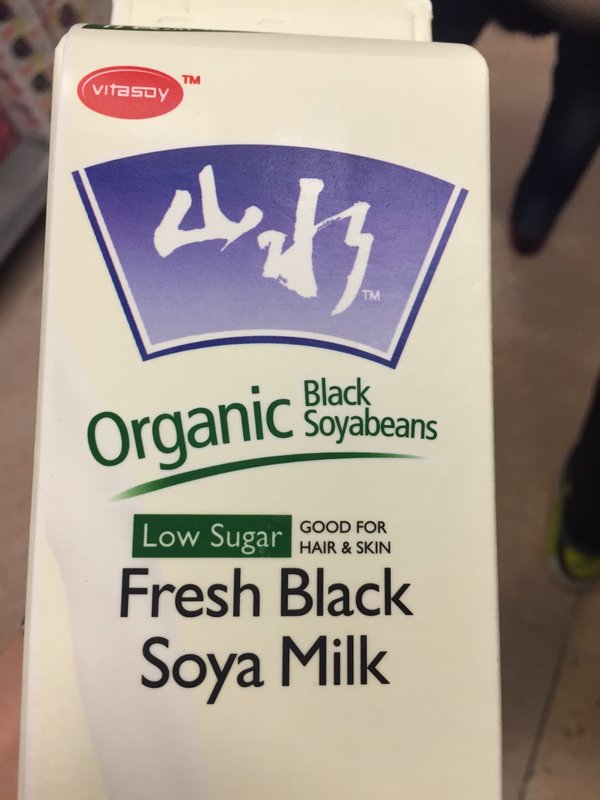 vitasoy TM
山水 TM
Organic Black Soyabeans
Low Sugar GOOD FOR HAIR & SKIN
Fresh Black
Soya Milk